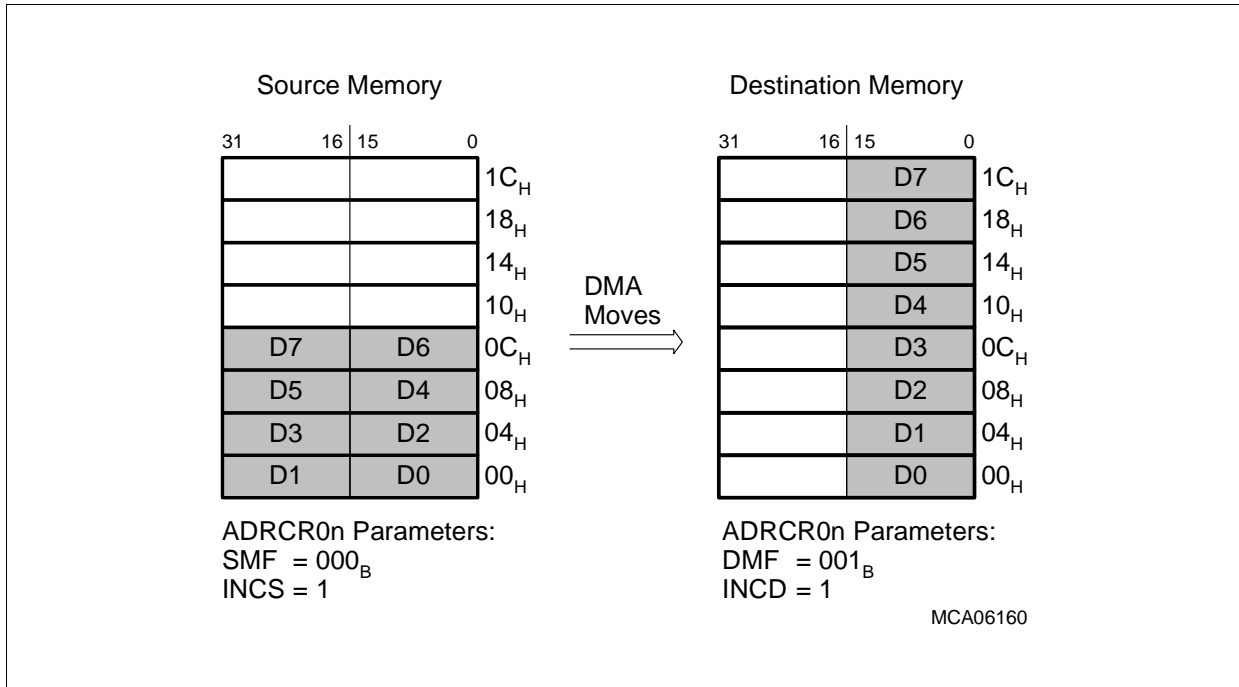 Source Memory
31 16 15 0
1C_H
18_H
14_H
10_H
D7 D6 0C_H
D5 D4 08_H
D3 D2 04_H
D1 D0 00_H
ADRCR0n Parameters:
SMF = 000_B
INCS = 1
DMA
Moves
Destination Memory
31 16 15 0
D7 1C_H
D6 18_H
D5 14_H
D4 10_H
D3 0C_H
D2 08_H
D1 04_H
D0 00_H
ADRCR0n Parameters:
DMF = 001_B
INCD = 1
MCA06160